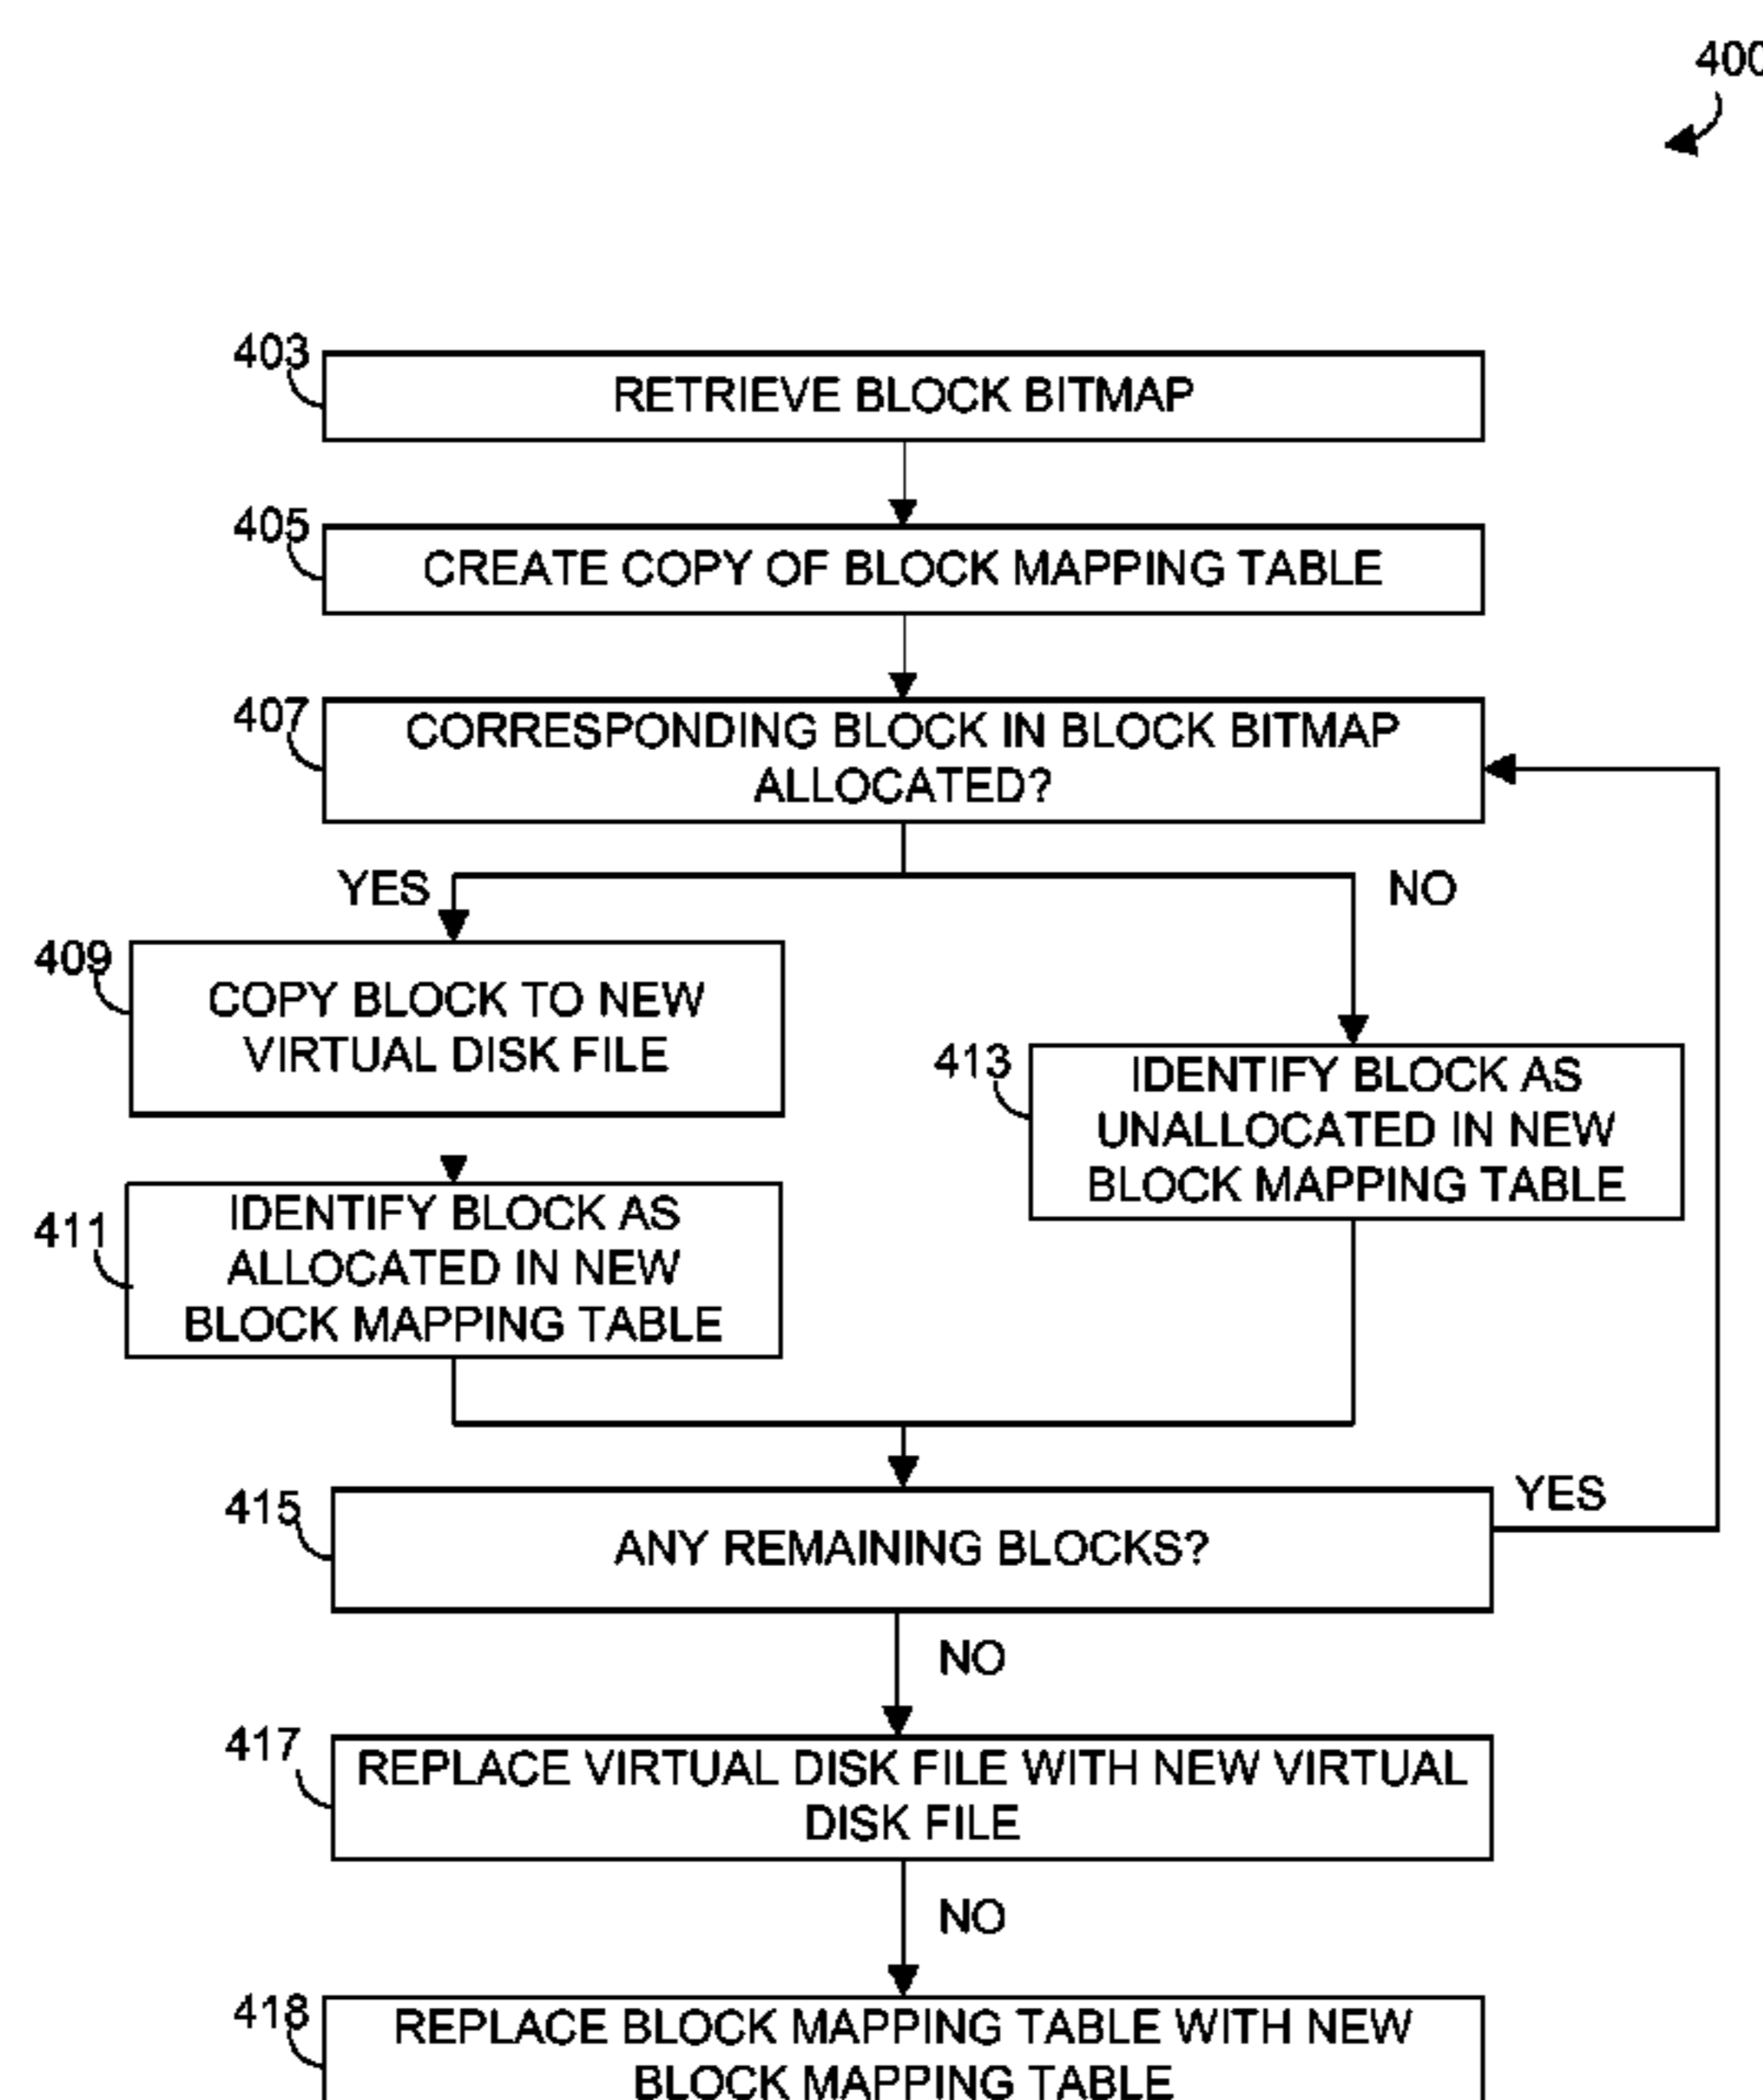 400
403
RETRIEVE BLOCK BITMAP
405
CREATE COPY OF BLOCK MAPPING TABLE
407
CORRESPONDING BLOCK IN BLOCK BITMAP
ALLOCATED?
YES
NO
409
COPY BLOCK TO NEW
VIRTUAL DISK FILE
413
IDENTIFY BLOCK AS
UNALLOCATED IN NEW
BLOCK MAPPING TABLE
411
IDENTIFY BLOCK AS
ALLOCATED IN NEW
BLOCK MAPPING TABLE
415
ANY REMAINING BLOCKS?
YES
NO
417
REPLACE VIRTUAL DISK FILE WITH NEW VIRTUAL
DISK FILE
NO
418
REPLACE BLOCK MAPPING TABLE WITH NEW
BLOCK MAPPING TABLE